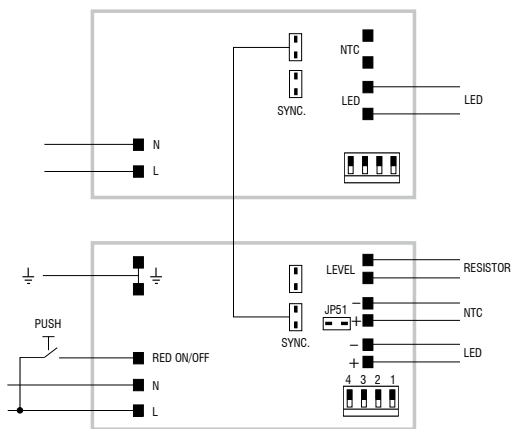 NTC
LED
LED
SYNC.
N
L
LEVEL
RESISTOR
JP51
−
+
NTC
SYNC.
−
+
LED
PUSH
RED ON/OFF
N
L
4 3 2 1